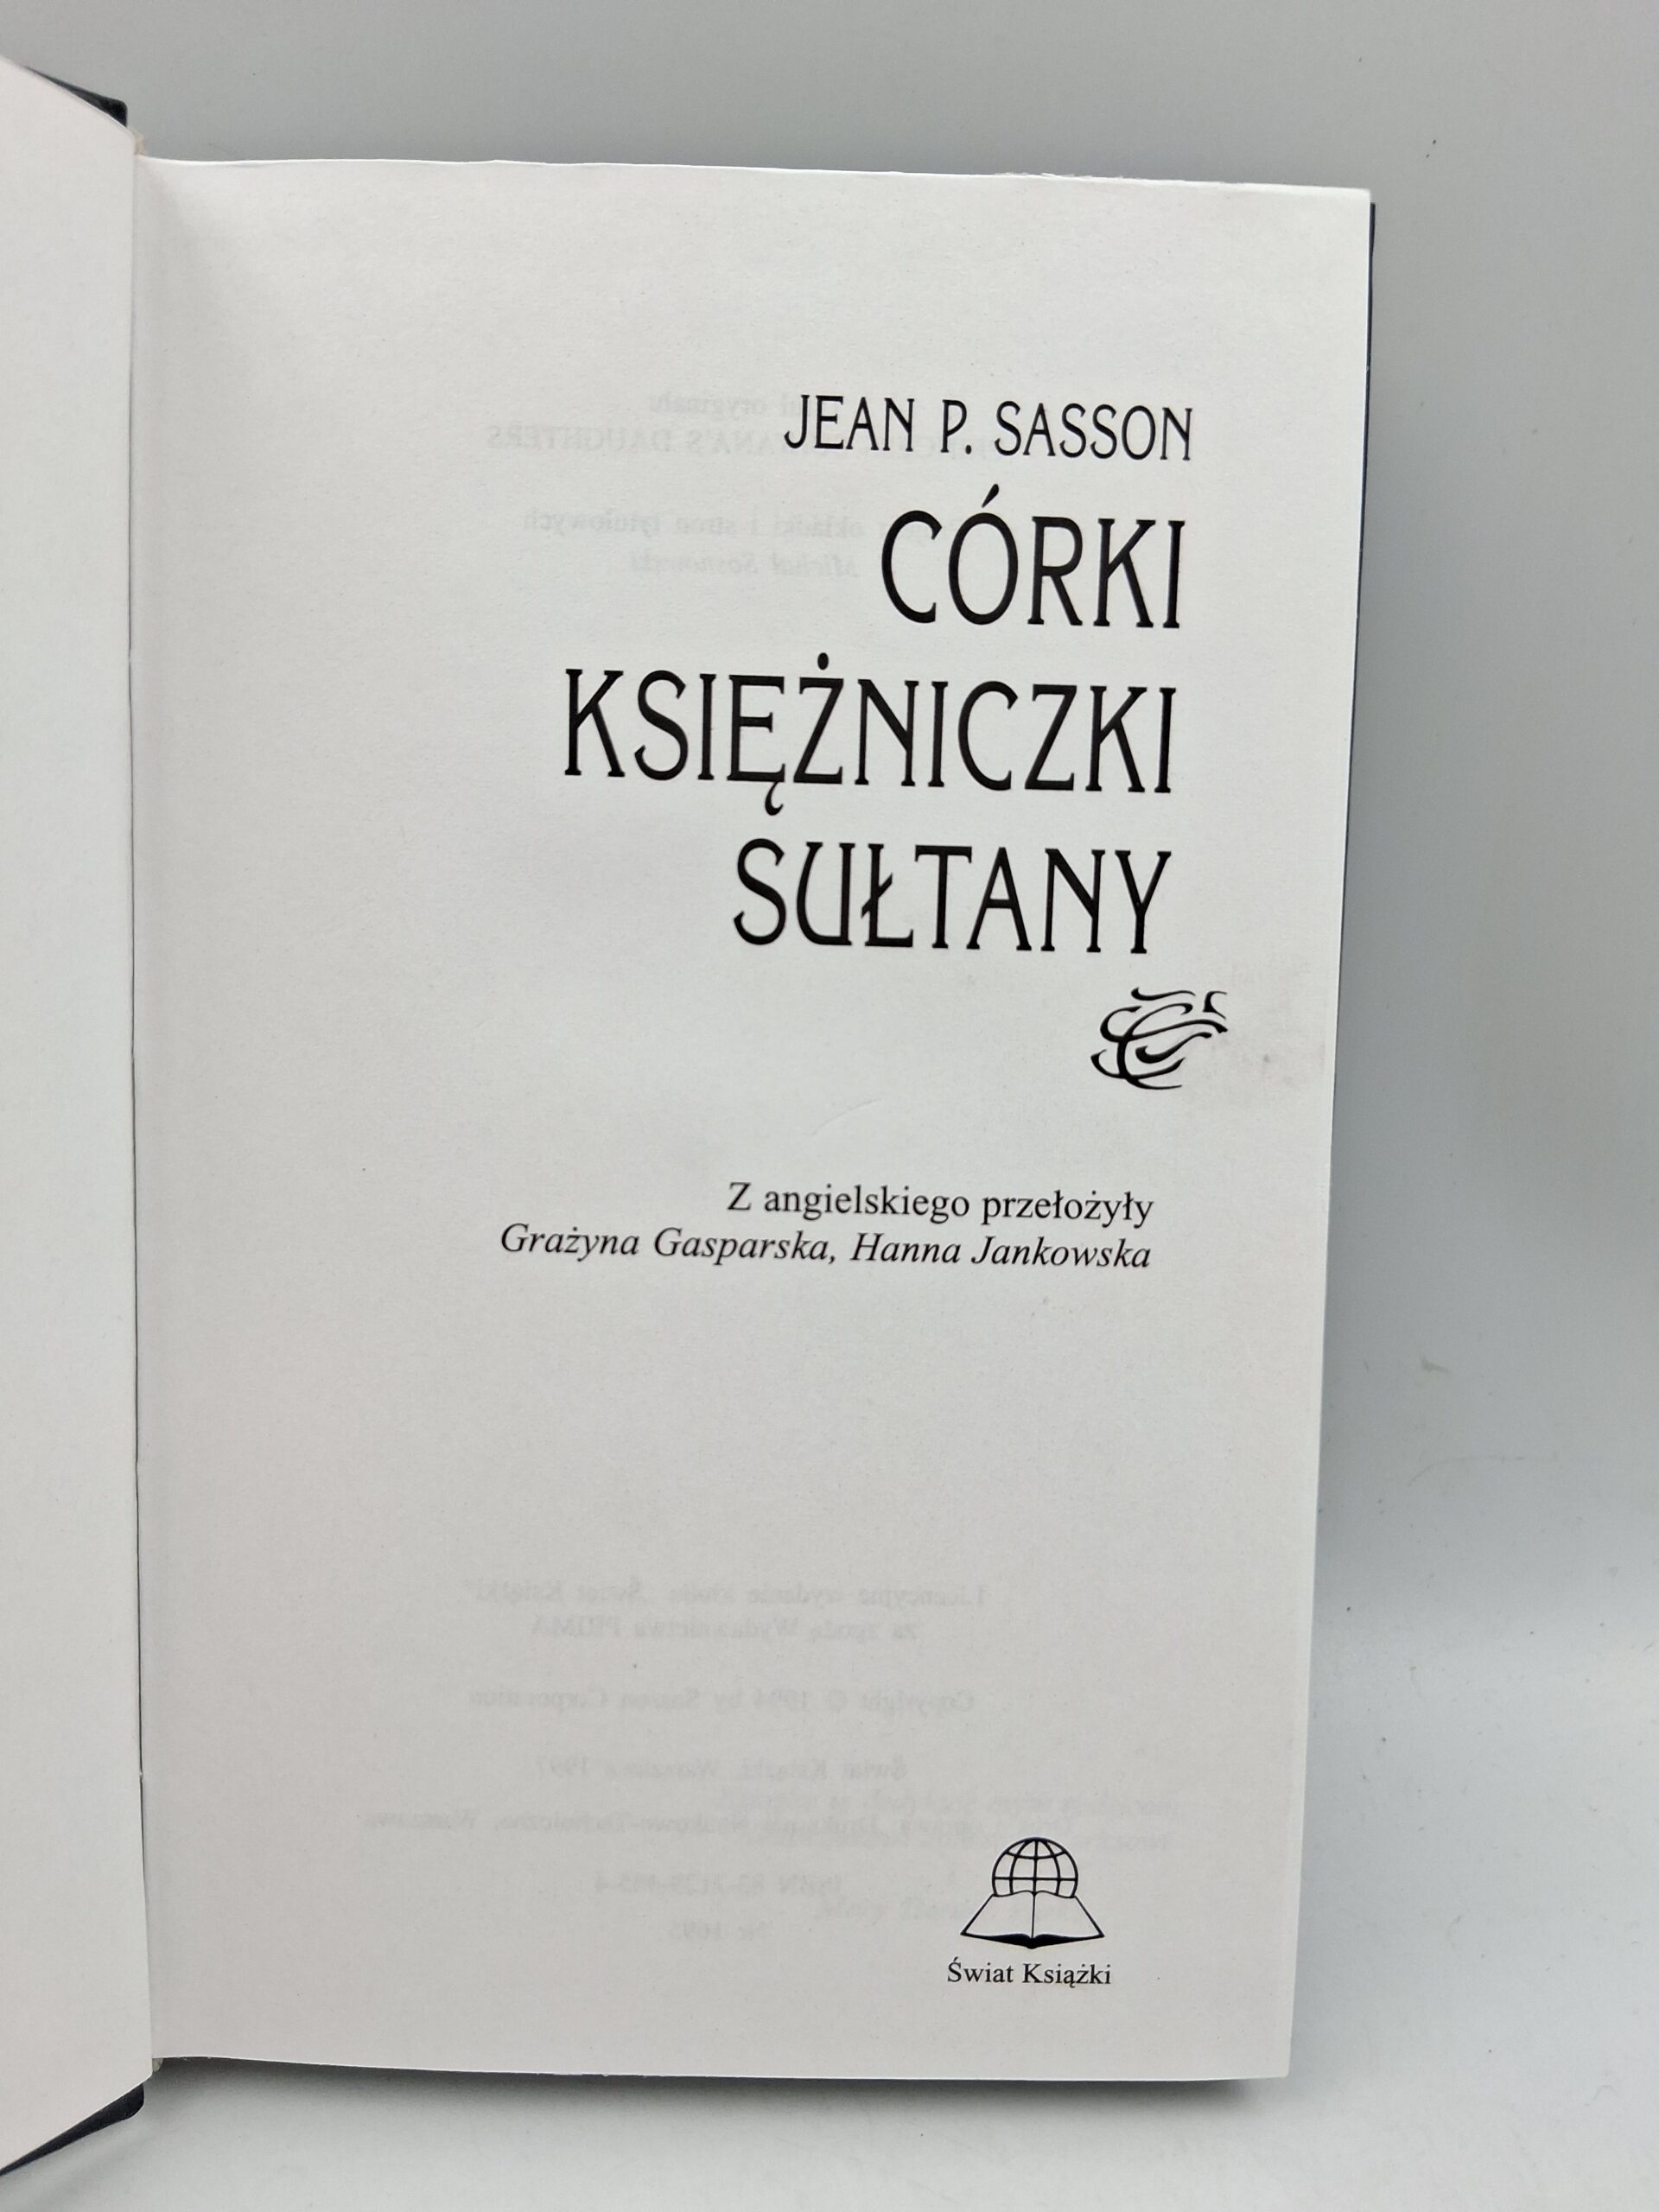 JEAN P. SASSON
CÓRKI
KSIĘŻNICZKI
SUŁTANY
Z angielskiego przełożyły
Grażyna Gasparska, Hanna Jankowska
Świat Książki